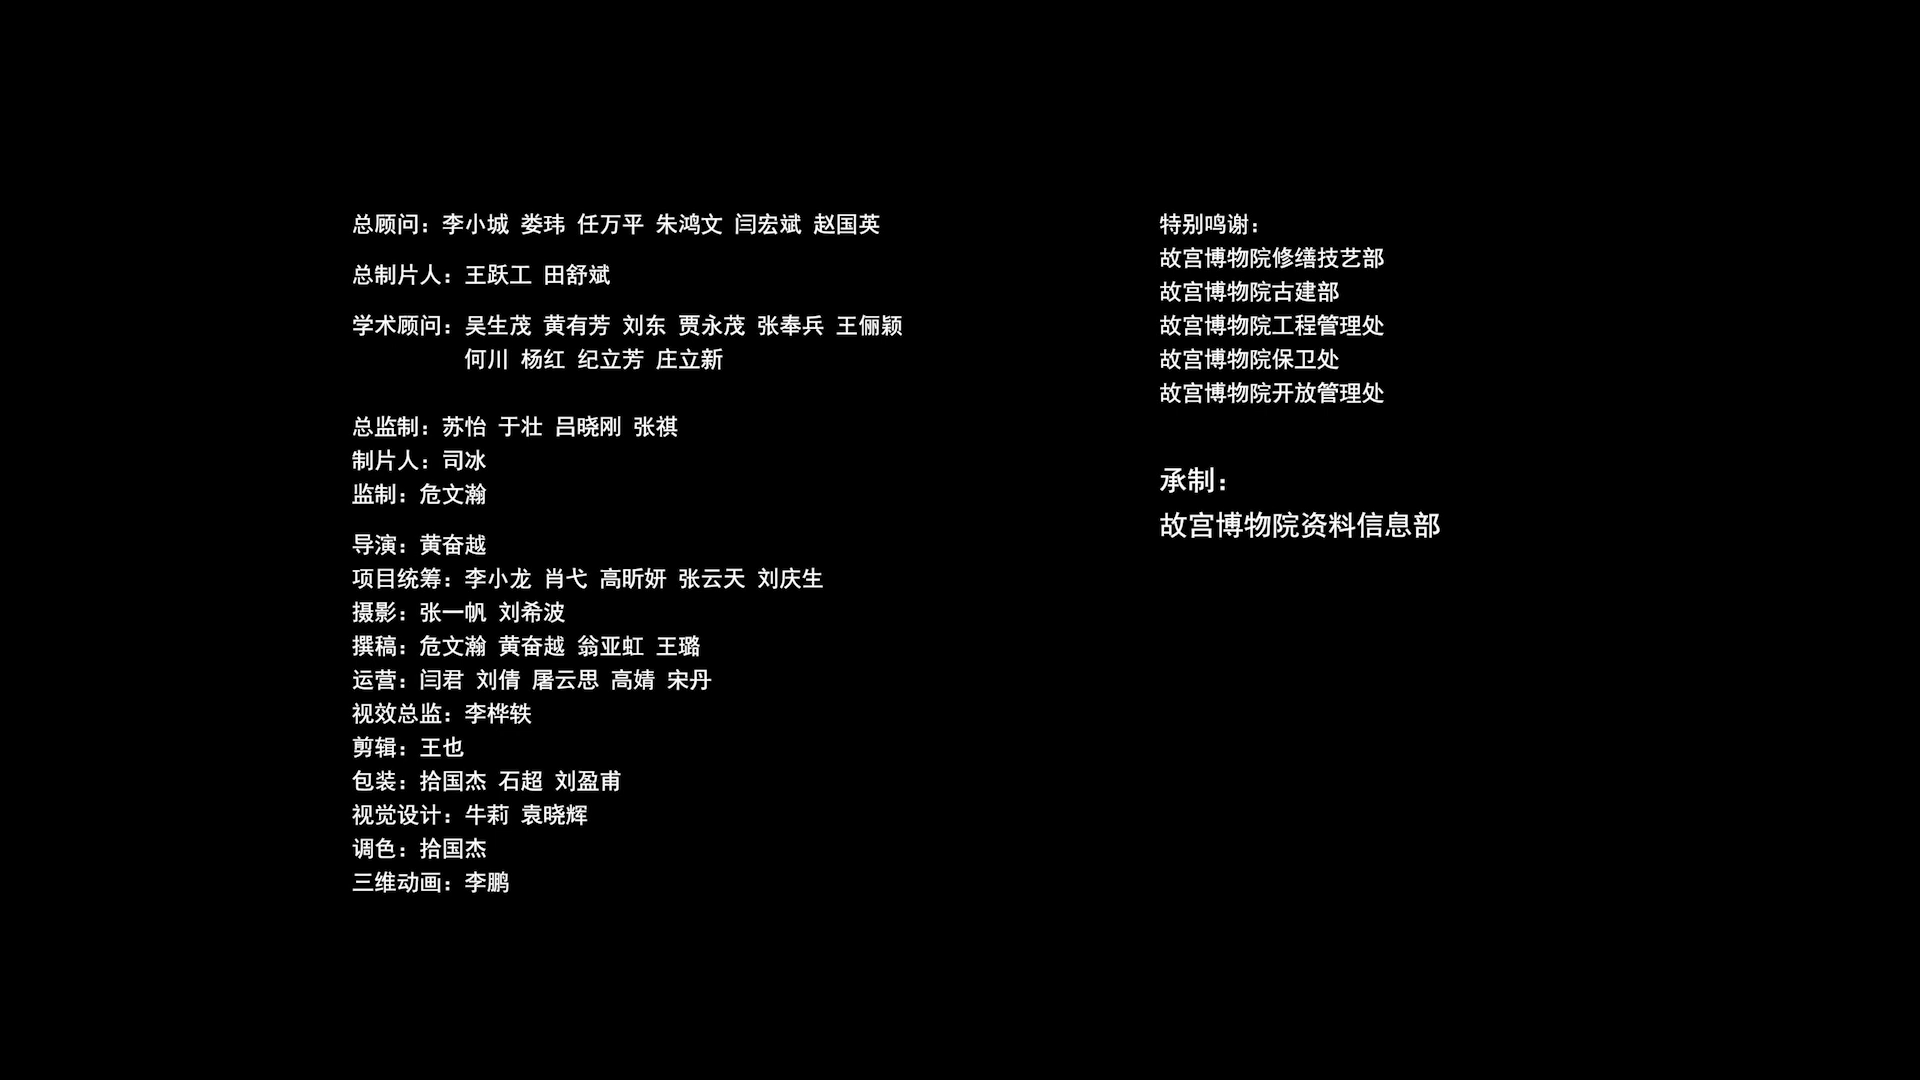 总顾问：李小城 娄玮 任万平 朱鸿文 闫宏斌 赵国英
总制片人：王跃工 田舒斌
学术顾问：吴生茂 黄有芳 刘东 贾永茂 张奉兵 王俪颖
何川 杨红 纪立芳 庄立新
总监制：苏怡 于壮 吕晓刚 张祺
制片人：司冰
监制：危文瀚
导演：黄奋越
项目统筹：李小龙 肖弋 高昕妍 张云天 刘庆生
摄影：张一帆 刘希波
撰稿：危文瀚 黄奋越 翁亚虹 王璐
运营：闫君 刘倩 屠云思 高婧 宋丹
视效总监：李桦轶
剪辑：王也
包装：拾国杰 石超 刘盈甫
视觉设计：牛莉 袁晓辉
调色：拾国杰
三维动画：李鹏
特别鸣谢：
故宫博物院修缮技艺部
故宫博物院古建部
故宫博物院工程管理处
故宫博物院保卫处
故宫博物院开放管理处
承制：
故宫博物院资料信息部